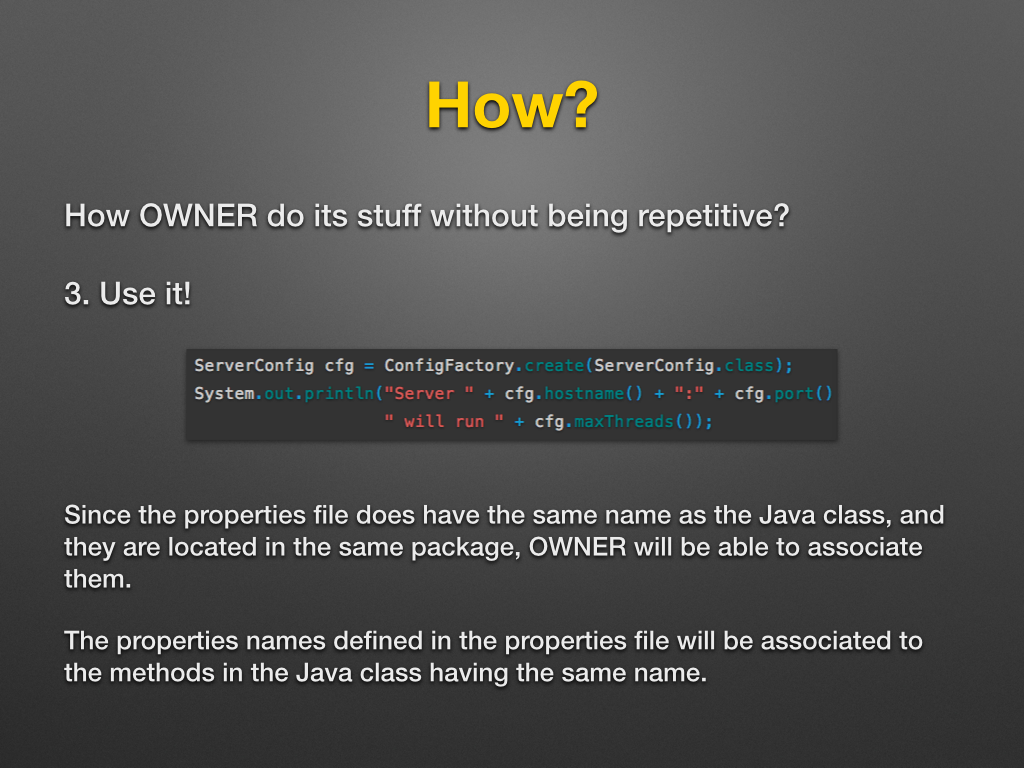 How?
How OWNER do its stuff without being repetitive?
3. Use it!
ServerConfig cfg = ConfigFactory.create(ServerConfig.class);
System.out.println("Server " + cfg.hostname() + ":" + cfg.port()
" will run " + cfg.maxThreads());
Since the properties file does have the same name as the Java class, and
they are located in the same package, OWNER will be able to associate
them.
The properties names defined in the properties file will be associated to
the methods in the Java class having the same name.